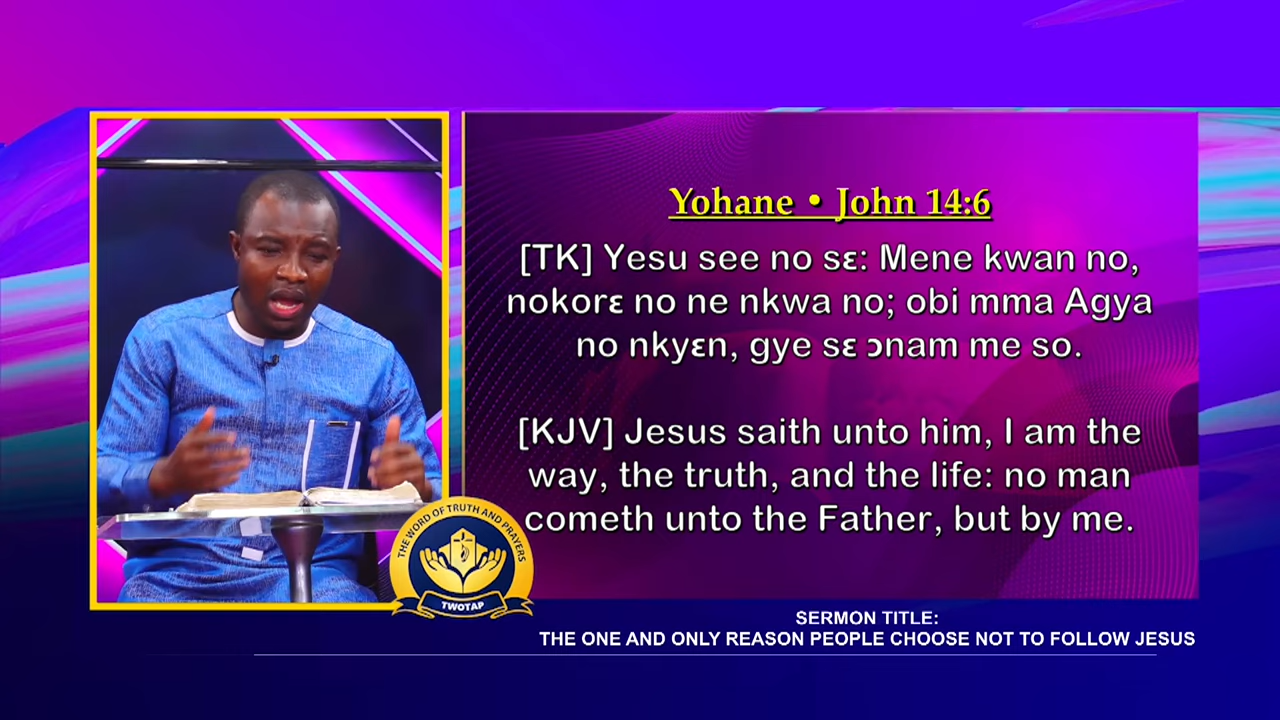 Yohane • John 14:6
[TK] Yesu see no sɛ: Mene kwan no,
nokorɛ no ne nkwa no; obi mma Agya
no nkyɛn, gye sɛ ɔnam me so.
[KJV] Jesus saith unto him, I am the
way, the truth, and the life: no man
cometh unto the Father, but by me.
THE WORD OF TRUTH AND PRAYERS
TWOTAP
SERMON TITLE:
THE ONE AND ONLY REASON PEOPLE CHOOSE NOT TO FOLLOW JESUS